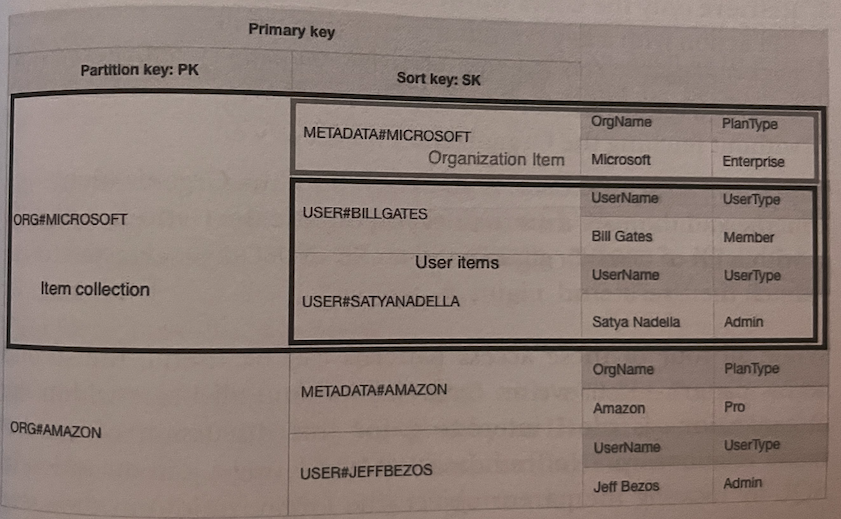 Primary key
Partition key: PK
Sort key: SK
METADATA#MICROSOFT
OrgName
PlanType
Organization Item
Microsoft
Enterprise
ORG#MICROSOFT
USER#BILLGATES
UserName
UserType
Bill Gates
Member
User items
Item collection
USER#SATYANADELLA
UserName
UserType
Satya Nadella
Admin
ORG#AMAZON
METADATA#AMAZON
OrgName
PlanType
Amazon
Pro
USER#JEFFBEZOS
UserName
UserType
Jeff Bezos
Admin